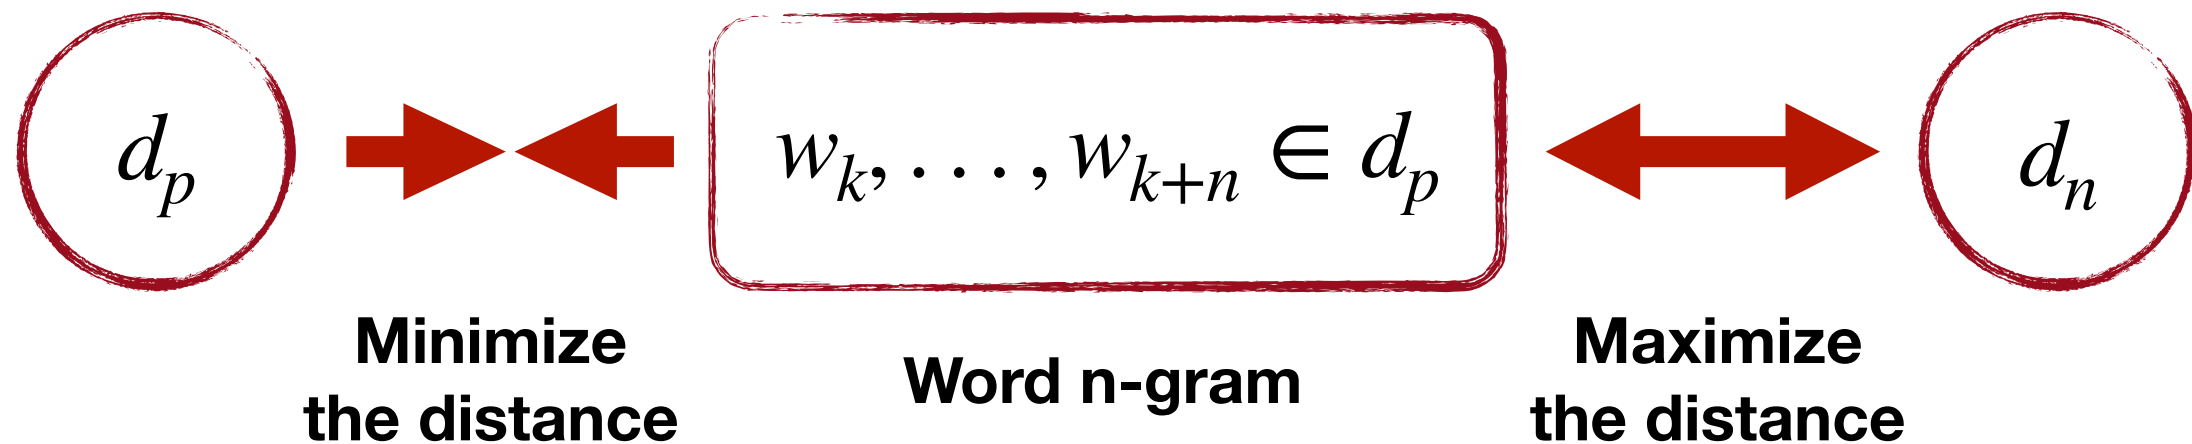 d_p
w_k, . . . , w_{k+n} ∈ d_p
d_n
Minimize
the distance
Word n-gram
Maximize
the distance